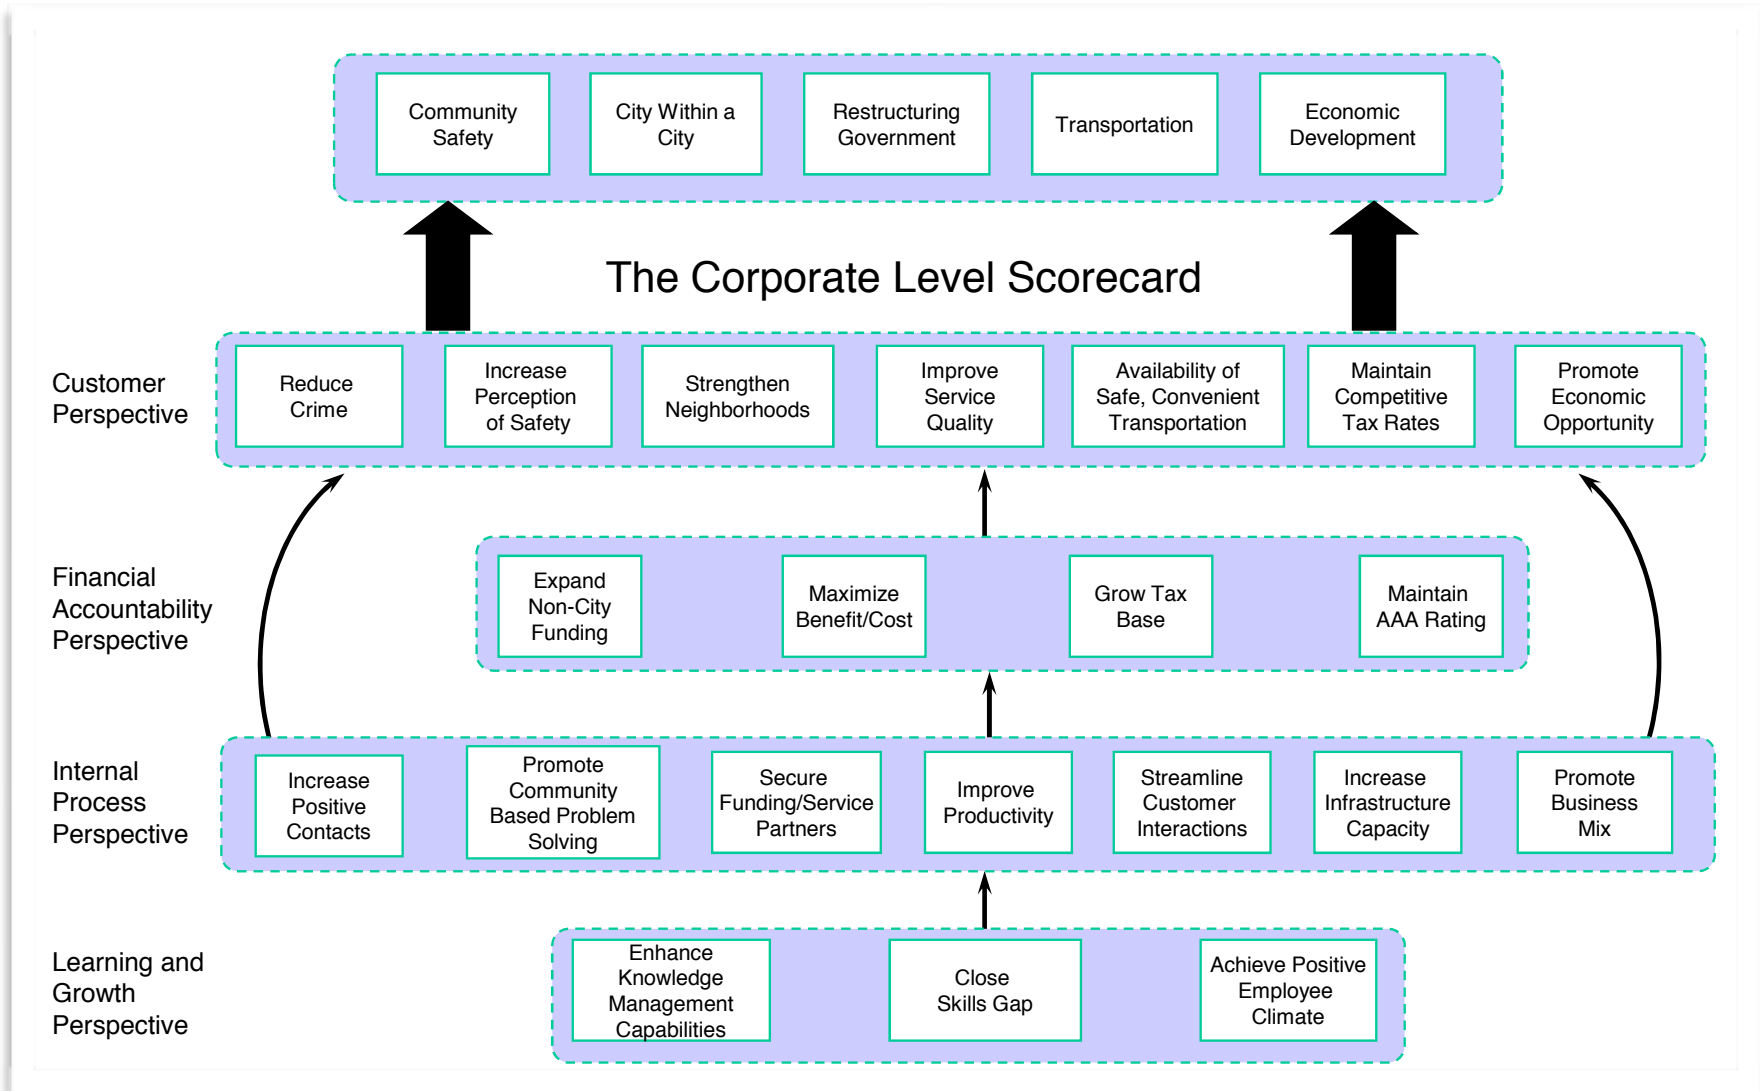 Community
Safety
City Within a
City
Restructuring
Government
Transportation
Economic
Development
The Corporate Level Scorecard
Customer
Perspective
Reduce
Crime
Increase
Perception
of Safety
Strengthen
Neighborhoods
Improve
Service
Quality
Availability of
Safe, Convenient
Transportation
Maintain
Competitive
Tax Rates
Promote
Economic
Opportunity
Financial
Accountability
Perspective
Expand
Non-City
Funding
Maximize
Benefit/Cost
Grow Tax
Base
Maintain
AAA Rating
Internal
Process
Perspective
Increase
Positive
Contacts
Promote
Community
Based Problem
Solving
Secure
Funding/Service
Partners
Improve
Productivity
Streamline
Customer
Interactions
Increase
Infrastructure
Capacity
Promote
Business
Mix
Learning and
Growth
Perspective
Enhance
Knowledge
Management
Capabilities
Close
Skills Gap
Achieve Positive
Employee
Climate